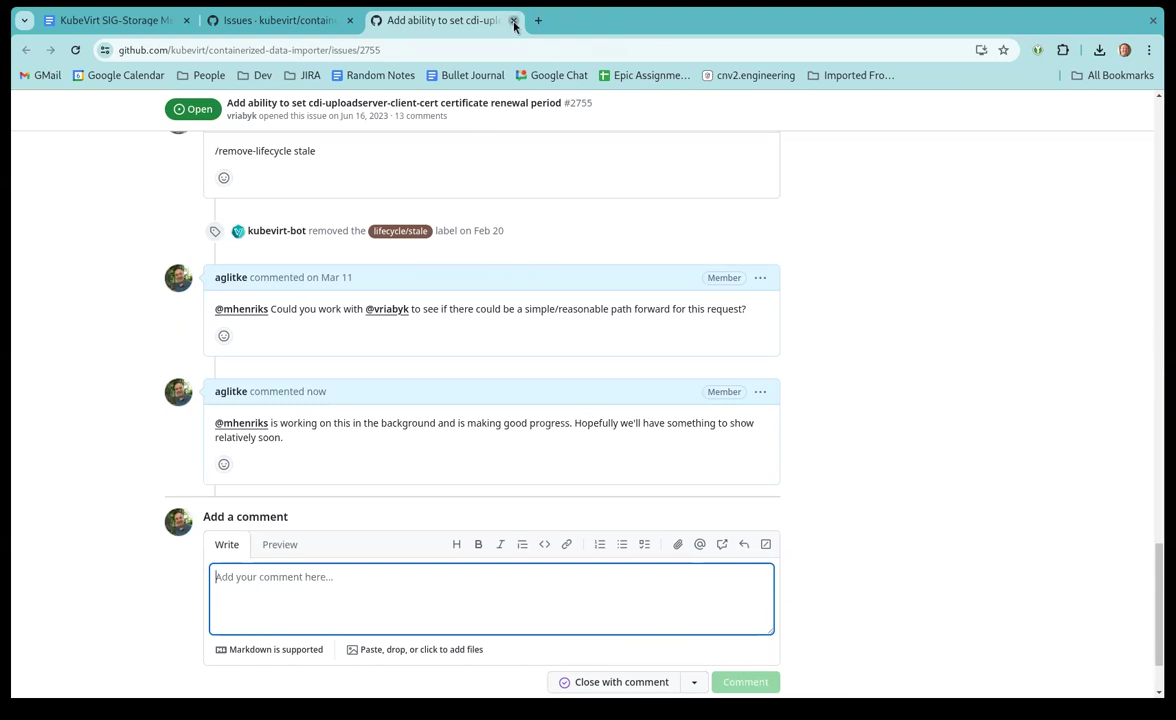 KubeVirt SIG-Storage M
Issues · kubevirt/contain
Add ability to set cdi-uplo
github.com/kubevirt/containerized-data-importer/issues/2755
GMail
Google Calendar
People
Dev
JIRA
Random Notes
Bullet Journal
Google Chat
Epic Assignme...
cnv2.engineering
Imported Fro...
All Bookmarks
Open
Add ability to set cdi-uploadserver-client-cert certificate renewal period #2755
vriabyk opened this issue on Jun 16, 2023 · 13 comments
/remove-lifecycle stale
kubevirt-bot removed the lifecycle/stale label on Feb 20
aglitke commented on Mar 11
Member
@mhenriks Could you work with @vriabyk to see if there could be a simple/reasonable path forward for this request?
aglitke commented now
Member
@mhenriks is working on this in the background and is making good progress. Hopefully we'll have something to show
relatively soon.
Add a comment
Write
Preview
Add your comment here...
Markdown is supported
Paste, drop, or click to add files
Close with comment
Comment